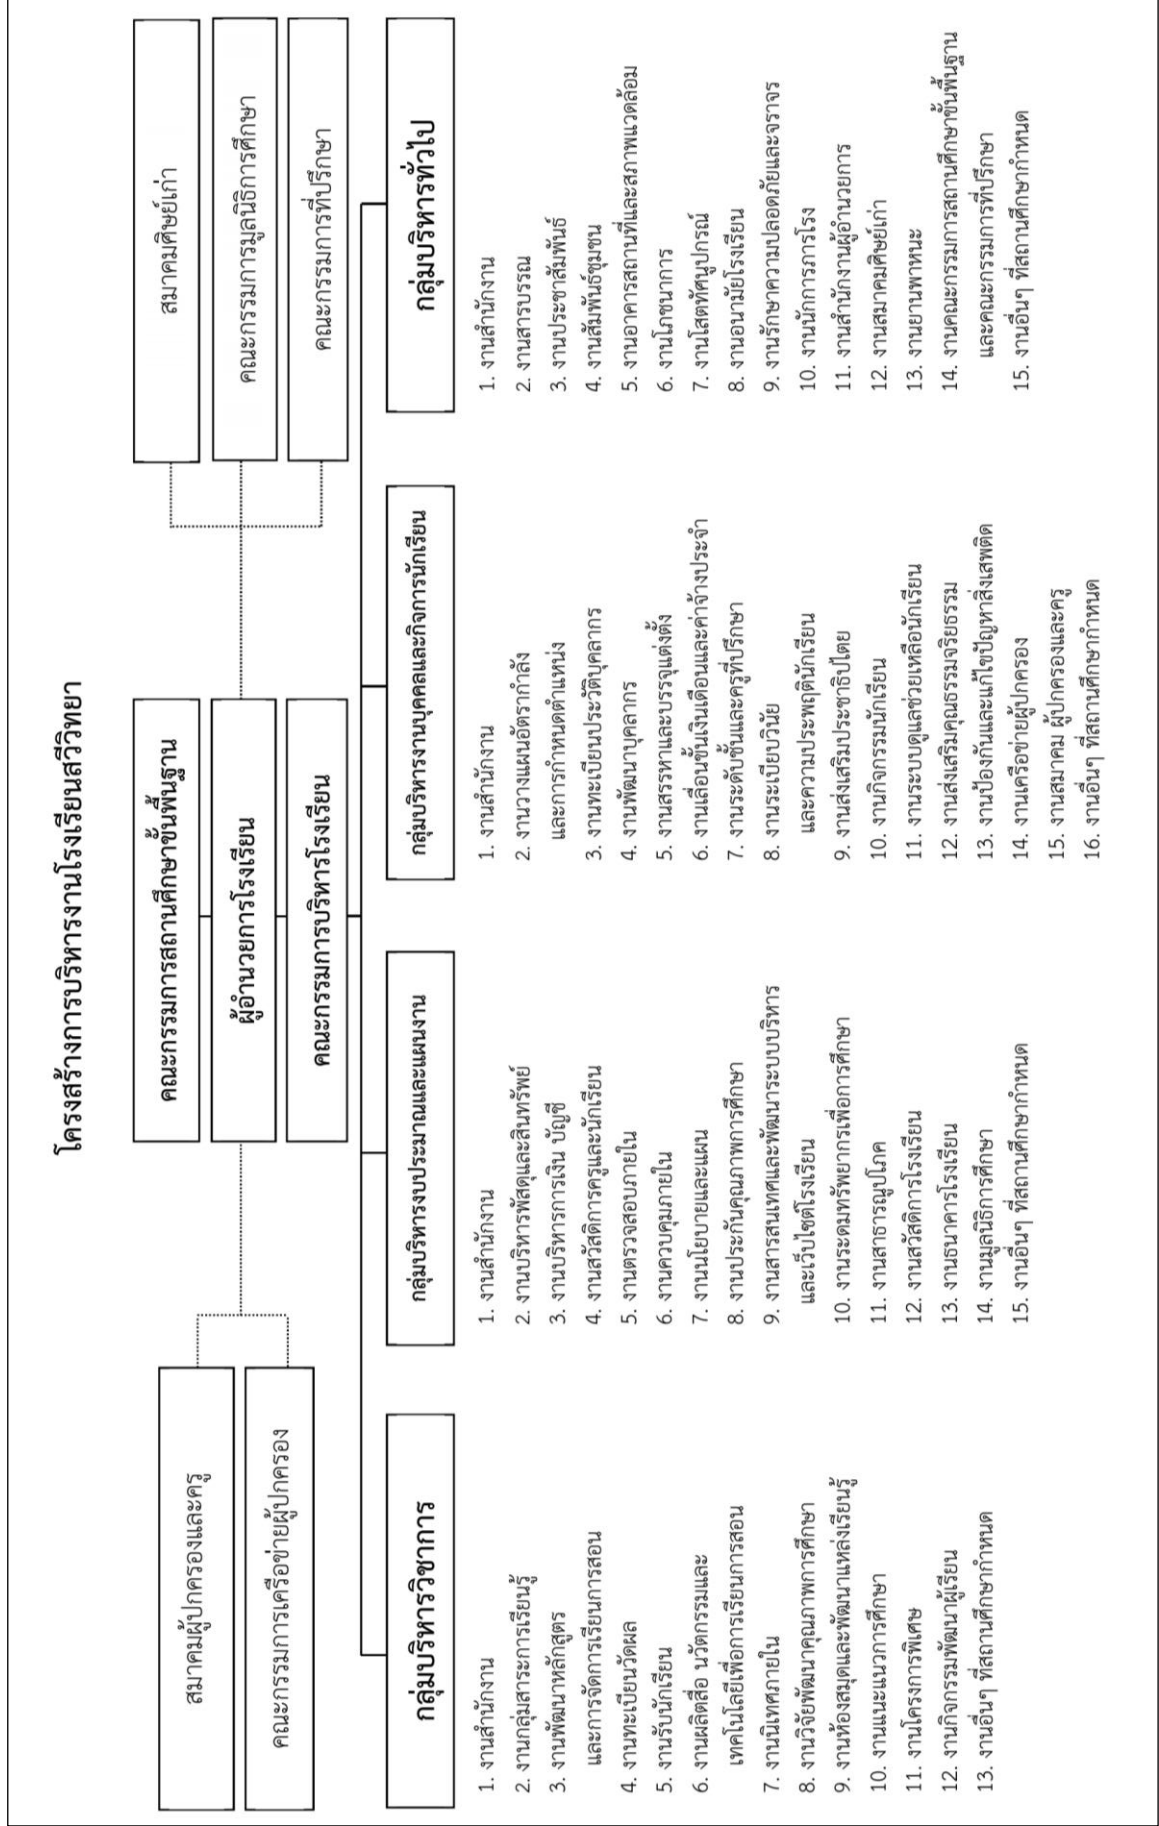 โครงสร้างการบริหารงานโรงเรียนสวีวิทยา
สมาคมผู้ปกครองและครู
คณะกรรมการเครือข่ายผู้ปกครอง
คณะกรรมการสถานศึกษาขั้นพื้นฐาน
ผู้อำนวยการโรงเรียน
คณะกรรมการบริหารโรงเรียน
สมาคมศิษย์เก่า
คณะกรรมการมูลนิธิการศึกษา
คณะกรรมการที่ปรึกษา
กลุ่มบริหารวิชาการ
1. งานสำนักงาน
2. งานกลุ่มสาระการเรียนรู้
3. งานพัฒนาหลักสูตร
และการจัดการเรียนการสอน
4. งานทะเบียนวัดผล
5. งานรับนักเรียน
6. งานผลิตสื่อ นวัตกรรมและ
เทคโนโลยีเพื่อการเรียนการสอน
7. งานนิเทศภายใน
8. งานวิจัยพัฒนาคุณภาพการศึกษา
9. งานห้องสมุดและพัฒนาแหล่งเรียนรู้
10. งานแนะแนวการศึกษา
11. งานโครงการพิเศษ
12. งานกิจกรรมพัฒนาผู้เรียน
13. งานอื่นๆ ที่สถานศึกษากำหนด
กลุ่มบริหารงบประมาณและแผนงาน
1. งานสำนักงาน
2. งานบริหารพัสดุและสินทรัพย์
3. งานบริหารการเงิน บัญชี
4. งานสวัสดิการครูและนักเรียน
5. งานตรวจสอบภายใน
6. งานควบคุมภายใน
7. งานนโยบายและแผน
8. งานประกันคุณภาพการศึกษา
9. งานสารสนเทศและพัฒนาระบบบริหาร
และเว็บไซต์โรงเรียน
10. งานระดมทรัพยากรเพื่อการศึกษา
11. งานสาธารณูปโภค
12. งานสวัสดิการโรงเรียน
13. งานธนาคารโรงเรียน
14. งานมูลนิธิการศึกษา
15. งานอื่นๆ ที่สถานศึกษากำหนด
กลุ่มบริหารงานบุคคลและกิจการนักเรียน
1. งานสำนักงาน
2. งานวางแผนอัตรากำลัง
และการกำหนดตำแหน่ง
3. งานทะเบียนประวัติบุคลากร
4. งานพัฒนาบุคลากร
5. งานสรรหาและบรรจุแต่งตั้ง
6. งานเลื่อนขั้นเงินเดือนและค่าจ้างประจำ
7. งานระดับชั้นและครูที่ปรึกษา
8. งานระเบียบวินัย
และความประพฤตินักเรียน
9. งานส่งเสริมประชาธิปไตย
10. งานกิจกรรมนักเรียน
11. งานระบบดูแลช่วยเหลือนักเรียน
12. งานส่งเสริมคุณธรรมจริยธรรม
13. งานป้องกันและแก้ไขปัญหาสิ่งเสพติด
14. งานเครือข่ายผู้ปกครอง
15. งานสมาคม ผู้ปกครองและครู
16. งานอื่นๆ ที่สถานศึกษากำหนด
กลุ่มบริหารทั่วไป
1. งานสำนักงาน
2. งานสารบรรณ
3. งานประชาสัมพันธ์
4. งานสัมพันธ์ชุมชน
5. งานอาคารสถานที่และสภาพแวดล้อม
6. งานโภชนาการ
7. งานโสตทัศนูปกรณ์
8. งานอนามัยโรงเรียน
9. งานรักษาความปลอดภัยและจราจร
10. งานนักการภารโรง
11. งานสำนักงานผู้อำนวยการ
12. งานสมาคมศิษย์เก่า
13. งานยานพาหนะ
14. งานคณะกรรมการสถานศึกษาขั้นพื้นฐาน
และคณะกรรมการที่ปรึกษา
15. งานอื่นๆ ที่สถานศึกษากำหนด